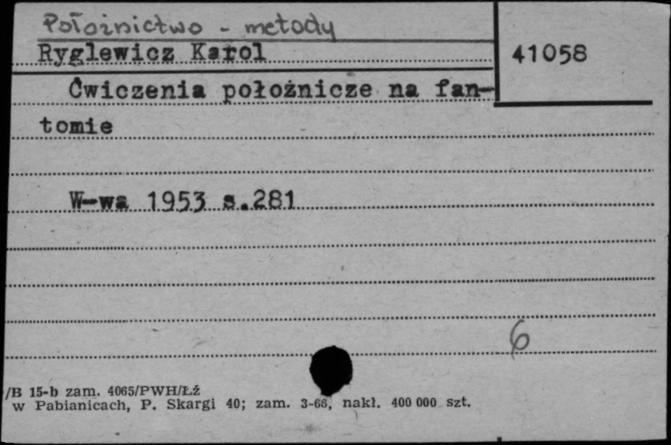 Położnictwo - metody
Ryglewicz Karol
41058
Ćwiczenia położnicze na fan-
tomie
W-wa 1953 s.281
6
/B 15-b zam. 4065/PWH/Łź
w Pabianicach, P. Skargi 40; zam. 3-66, nakł. 400 000 szt.